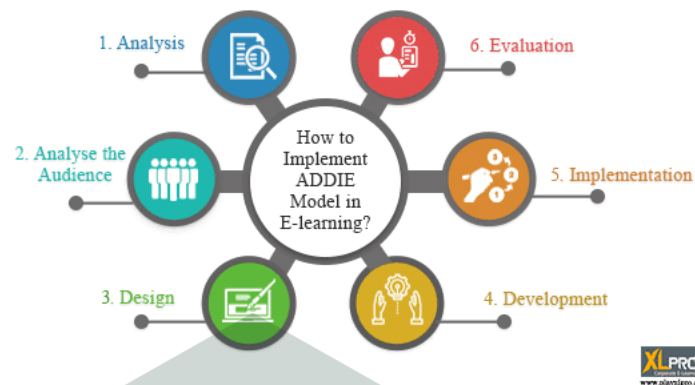 1. Analysis
2. Analyse the
Audience
3. Design
How to
Implement
ADDIE
Model in
E-learning?
6. Evaluation
5. Implementation
4. Development
XLPRO